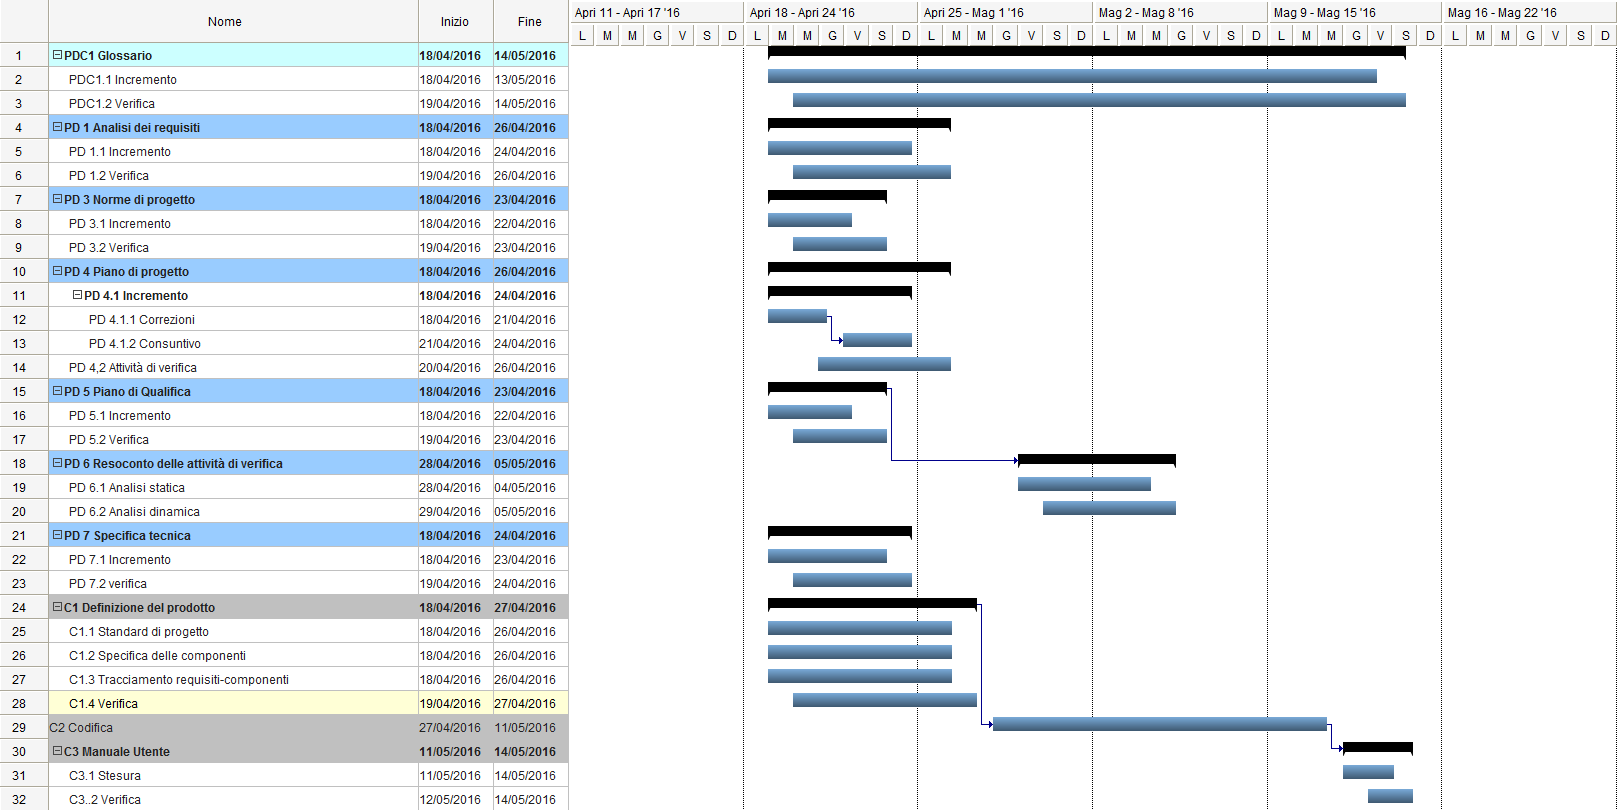 Nome Inizio Fine Apri 11 - Apri 17 '16 Apri 18 - Apri 24 '16 Apri 25 - Mag 1 '16 Mag 2 - Mag 8 '16 Mag 9 - Mag 15 '16 Mag 16 - Mag 22 '16
L M M G V S D L M M G V S D L M M G V S D L M M G V S D L M M G V S D L M M G V S D
1 PDC1 Glossario 18/04/2016 14/05/2016
2 PDC1.1 Incremento 18/04/2016 13/05/2016
3 PDC1.2 Verifica 19/04/2016 14/05/2016
4 PD 1 Analisi dei requisiti 18/04/2016 26/04/2016
5 PD 1.1 Incremento 18/04/2016 24/04/2016
6 PD 1.2 Verifica 19/04/2016 26/04/2016
7 PD 3 Norme di progetto 18/04/2016 23/04/2016
8 PD 3.1 Incremento 18/04/2016 22/04/2016
9 PD 3.2 Verifica 19/04/2016 23/04/2016
10 PD 4 Piano di progetto 18/04/2016 26/04/2016
11 PD 4.1 Incremento 18/04/2016 24/04/2016
12 PD 4.1.1 Correzioni 18/04/2016 21/04/2016
13 PD 4.1.2 Consuntivo 21/04/2016 24/04/2016
14 PD 4,2 Attività di verifica 20/04/2016 26/04/2016
15 PD 5 Piano di Qualifica 18/04/2016 23/04/2016
16 PD 5.1 Incremento 18/04/2016 22/04/2016
17 PD 5.2 Verifica 19/04/2016 23/04/2016
18 PD 6 Resoconto delle attività di verifica 28/04/2016 05/05/2016
19 PD 6.1 Analisi statica 28/04/2016 04/05/2016
20 PD 6.2 Analisi dinamica 29/04/2016 05/05/2016
21 PD 7 Specifica tecnica 18/04/2016 24/04/2016
22 PD 7.1 Incremento 18/04/2016 23/04/2016
23 PD 7.2 verifica 19/04/2016 24/04/2016
24 C1 Definizione del prodotto 18/04/2016 27/04/2016
25 C1.1 Standard di progetto 18/04/2016 26/04/2016
26 C1.2 Specifica delle componenti 18/04/2016 26/04/2016
27 C1.3 Tracciamento requisiti-componenti 18/04/2016 26/04/2016
28 C1.4 Verifica 19/04/2016 27/04/2016
29 C2 Codifica 27/04/2016 11/05/2016
30 C3 Manuale Utente 11/05/2016 14/05/2016
31 C3.1 Stesura 11/05/2016 14/05/2016
32 C3..2 Verifica 12/05/2016 14/05/2016